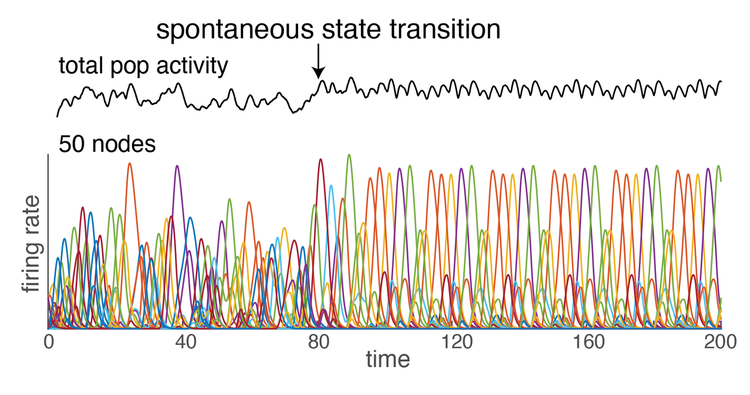 spontaneous state transition
total pop activity
50 nodes
firing rate
0 40 80 120 160 200
time